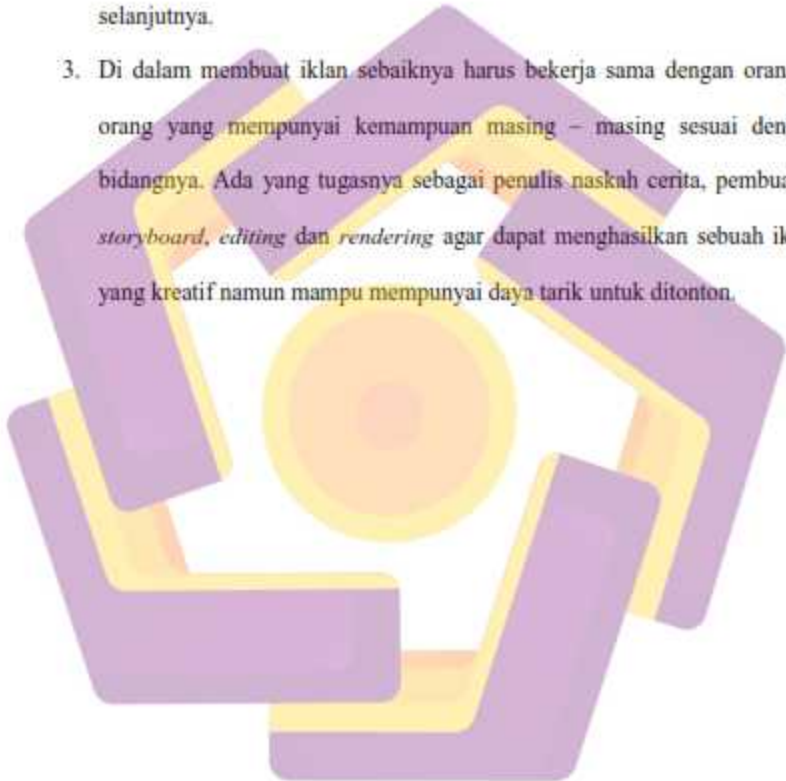 selanjutnya.
3. Di dalam membuat iklan sebaiknya harus bekerja sama dengan oran
orang yang mempunyai kemampuan masing – masing sesuai den
bidangnya. Ada yang tugasnya sebagai penulis naskah cerita, pembua
storyboard, editing dan rendering agar dapat menghasilkan sebuah ik
yang kreatif namun mampu mempunyai daya tarik untuk ditonton.